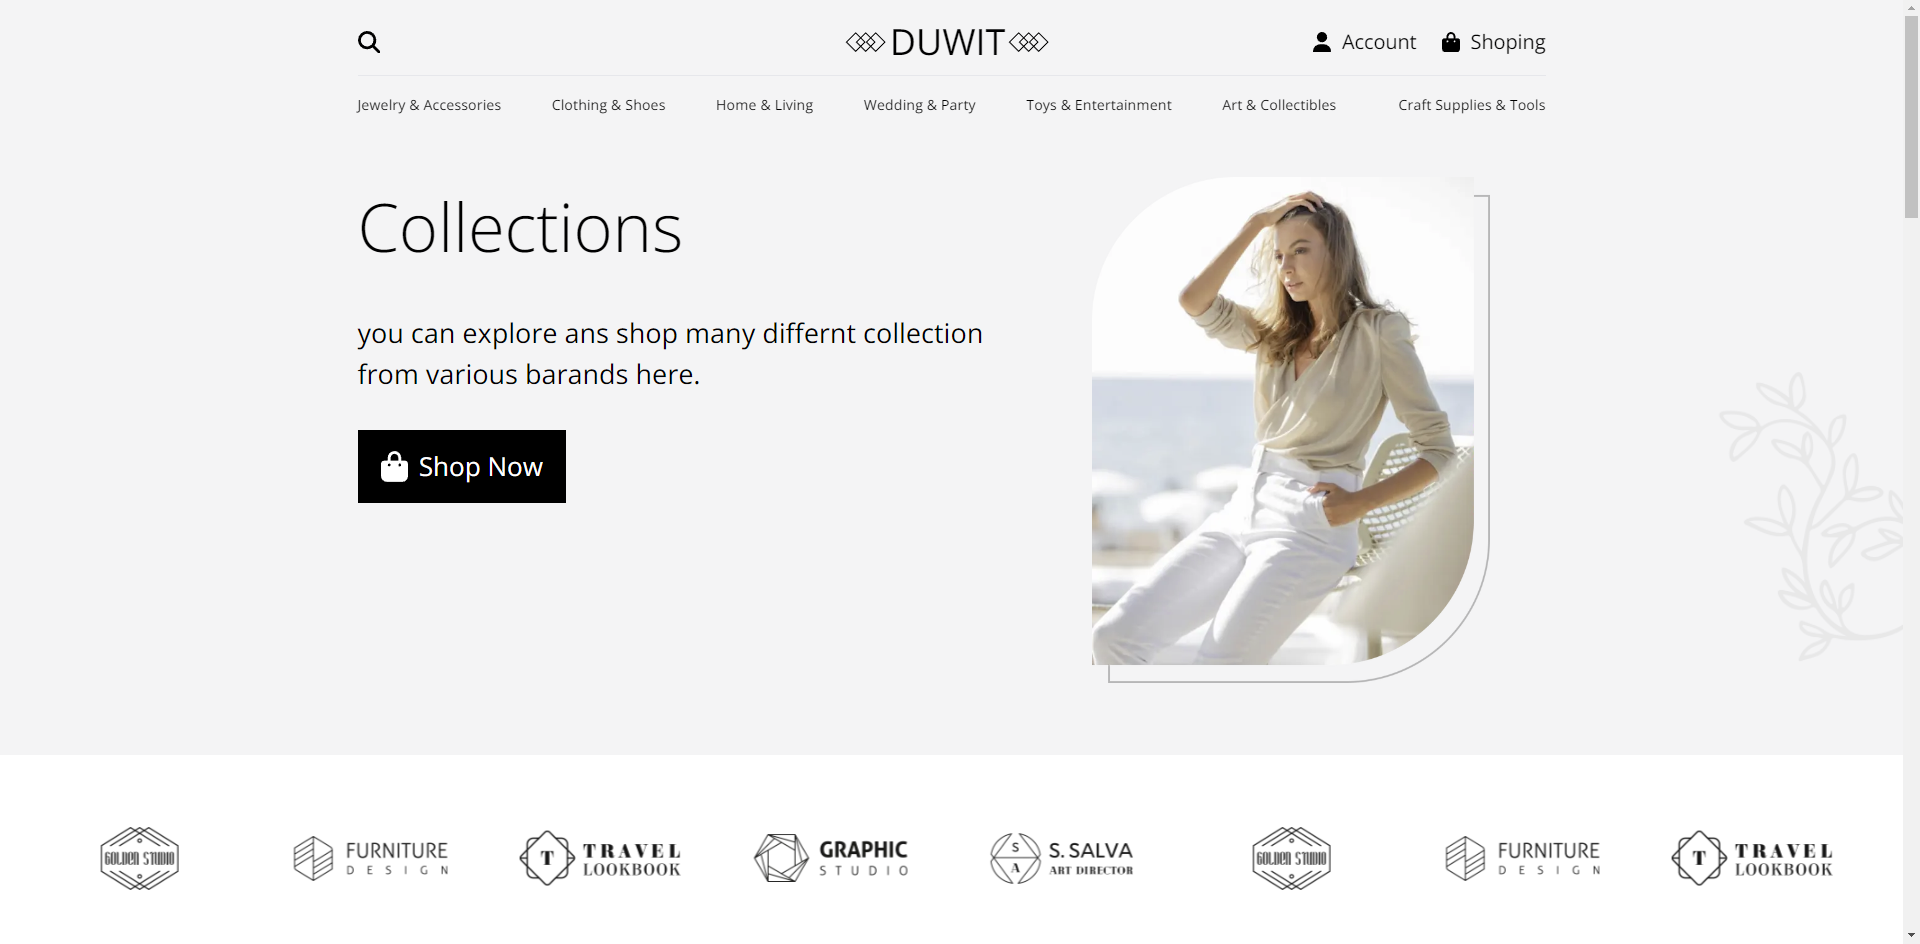 DUWIT
Account
Shoping
Jewelry & Accessories
Clothing & Shoes
Home & Living
Wedding & Party
Toys & Entertainment
Art & Collectibles
Craft Supplies & Tools
Collections
you can explore ans shop many differnt collection
from various barands here.
Shop Now
GOLDEN STUDIO
FURNITURE
DESIGN
T
TRAVEL
LOOKBOOK
GRAPHIC
STUDIO
S
A
S.SALVA
ART DIRECTOR
GOLDEN STUDIO
FURNITURE
DESIGN
T
TRAVEL
LOOKBOOK